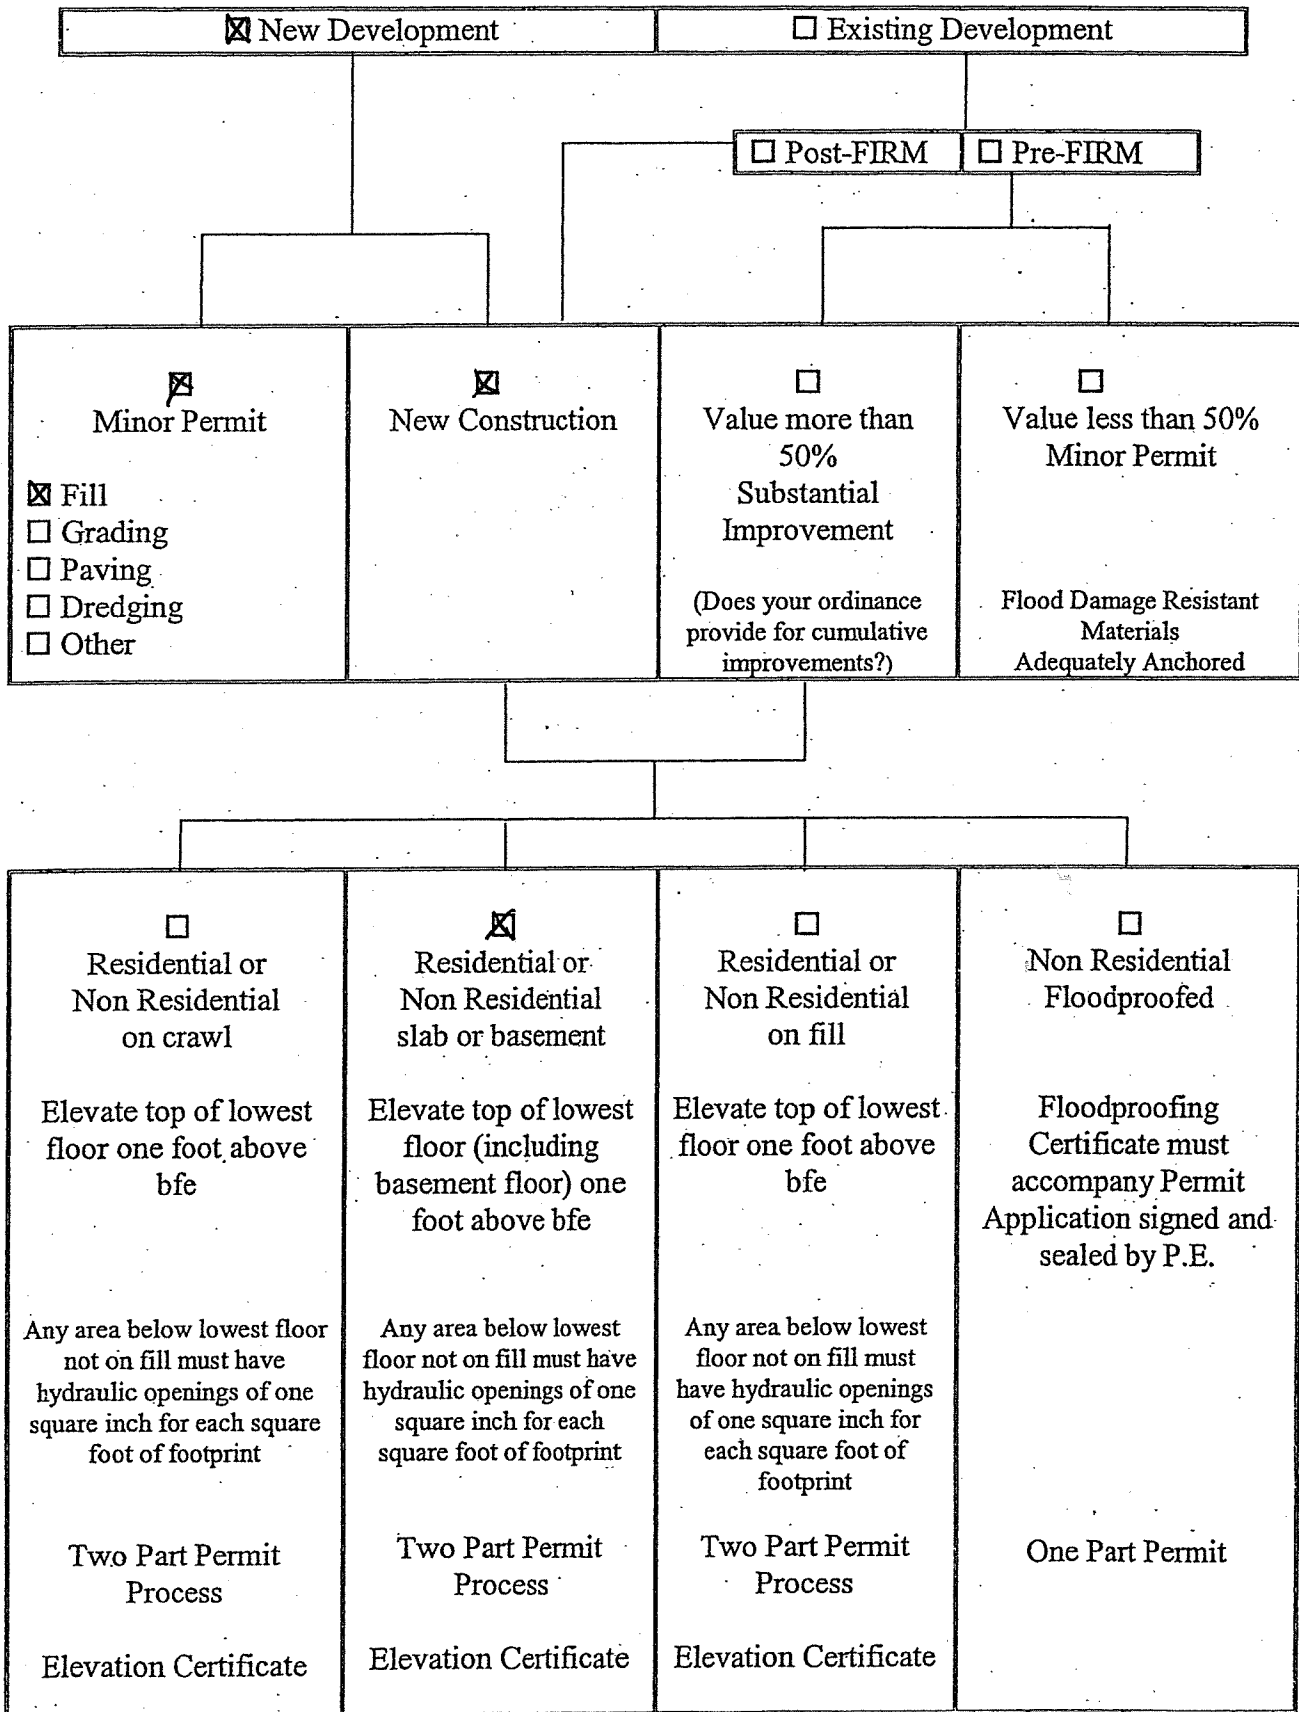 ☒ New Development
☐ Existing Development
☐ Post-FIRM
☐ Pre-FIRM
☒
Minor Permit
☒ Fill
☐ Grading
☐ Paving
☐ Dredging
☐ Other
☒
New Construction
☐
Value more than
50%
Substantial
Improvement
(Does your ordinance
provide for cumulative
improvements?)
☐
Value less than 50%
Minor Permit
Flood Damage Resistant
Materials
Adequately Anchored
☐
Residential or
Non Residential
on crawl
Elevate top of lowest
floor one foot above
bfe
Any area below lowest floor
not on fill must have
hydraulic openings of one
square inch for each square
foot of footprint
Two Part Permit
Process
Elevation Certificate
☒
Residential or
Non Residential
slab or basement
Elevate top of lowest
floor (including
basement floor) one
foot above bfe
Any area below lowest
floor not on fill must have
hydraulic openings of one
square inch for each
square foot of footprint
Two Part Permit
Process
Elevation Certificate
☐
Residential or
Non Residential
on fill
Elevate top of lowest
floor one foot above
bfe
Any area below lowest
floor not on fill must
have hydraulic openings
of one square inch for
each square foot of
footprint
Two Part Permit
Process
Elevation Certificate
☐
Non Residential
Floodproofed
Floodproofing
Certificate must
accompany Permit
Application signed and
sealed by P.E.
One Part Permit